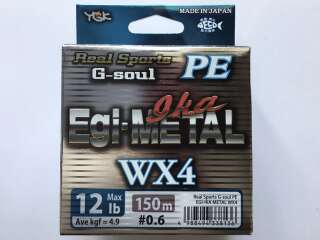 YGK
MADE IN JAPAN
Real Sports
G-soul
PE
Egi-METAL
ika
WX4
12 Max lb
150m
Ave kgf = 4.9
#0.6
Real Sports G-soul PE
EGI-IKA METAL WX4